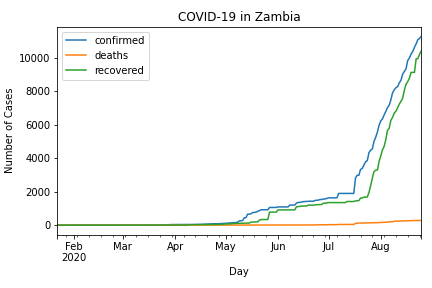 COVID-19 in Zambia
confirmed
deaths
recovered
Number of Cases
10000
8000
6000
4000
2000
0
Feb Mar Apr May Jun Jul Aug
2020
Day